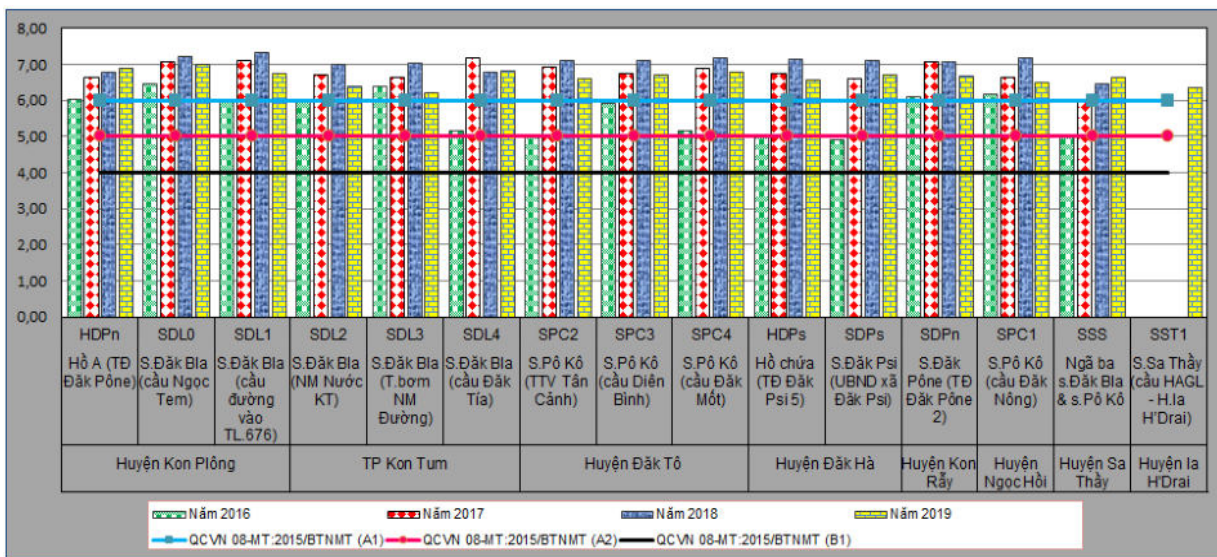 8,00
7,00
6,00
5,00
4,00
3,00
2,00
1,00
0,00
HDPn SDL0 SDL1 SDL2 SDL3 SDL4 SPC2 SPC3 SPC4 HDPs SDPs SDPn SPC1 SSS SST1
Hồ A (TĐ
Đăk Pône)
S.Đăk Bla
(cầu Ngọc
Tem)
S.Đăk Bla
(cầu
đường
vào
TL.676)
S.Đăk Bla
(NM Nước
KT)
S.Đăk Bla
(T.bơm
NM
Đường)
S.Đăk Bla
(cầu Đăk
Tía)
S.Pô Kô
(TTV Tân
Cảnh)
S.Pô Kô
(cầu Diên
Bình)
S.Pô Kô
(cầu Đăk
Mốt)
Hồ chứa
(TĐ Đăk
Psi 5)
S.Đăk Psi
(UBND xã
Đăk Psi)
S.Đăk
Pône (TĐ
Đăk Pône
2)
S.Pô Kô
(cầu Đăk
Nông)
Ngã ba
s.Đăk Bla
& s.Pô Kô
S.Sa Thầy
(cầu HAGL
- H.Ia
H'Drai)
Huyện Kon Plông
TP Kon Tum
Huyện Đăk Tô
Huyện Đăk Hà
Huyện Kon
Rẫy
Huyện
Ngọc Hồi
Huyện Sa
Thầy
Huyện Ia
H'Drai
Năm 2016 Năm 2017 Năm 2018 Năm 2019
QCVN 08-MT:2015/BTNMT (A1) QCVN 08-MT:2015/BTNMT (A2) QCVN 08-MT:2015/BTNMT (B1)